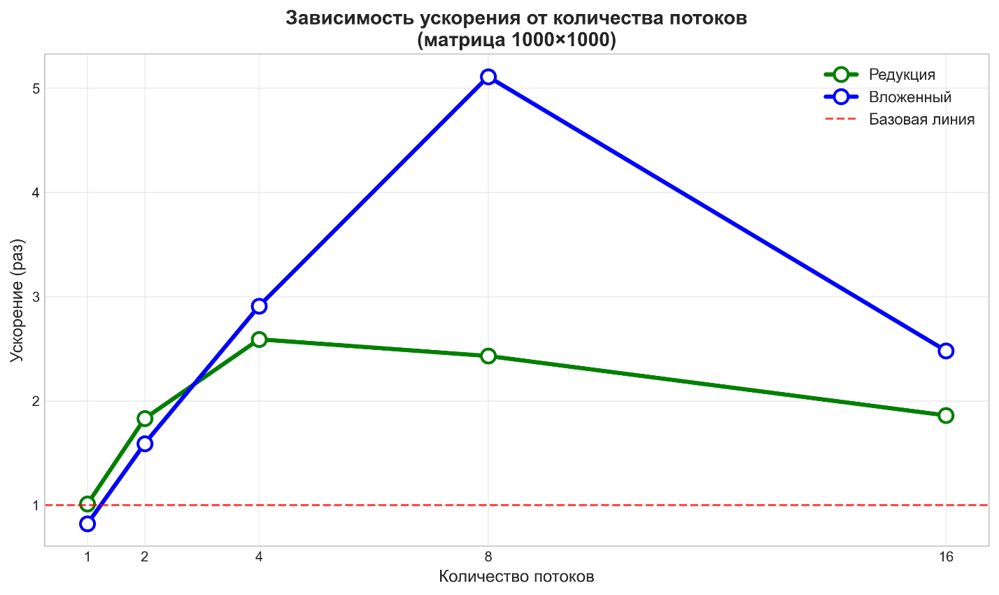 Зависимость ускорения от количества потоков
(матрица 1000×1000)
Редукция
Вложенный
Базовая линия
Ускорение (раз)
5
4
3
2
1
1 2 4 8 16
Количество потоков